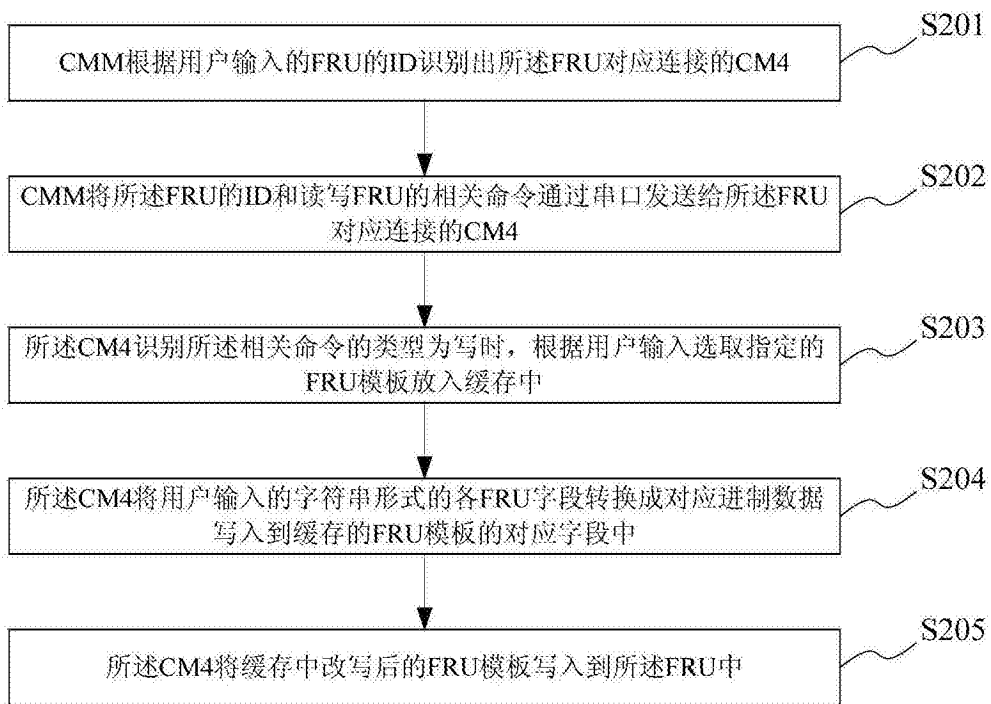 S201
CMM根据用户输入的FRU的ID识别出所述FRU对应连接的CM4
S202
CMM将所述FRU的ID和读写FRU的相关命令通过串口发送给所述FRU
对应连接的CM4
S203
所述CM4识别所述相关命令的类型为写时，根据用户输入选取指定的
FRU模板放入缓存中
S204
所述CM4将用户输入的字符串形式的各FRU字段转换成对应进制数据
写入到缓存的FRU模板的对应字段中
S205
所述CM4将缓存中改写后的FRU模板写入到所述FRU中